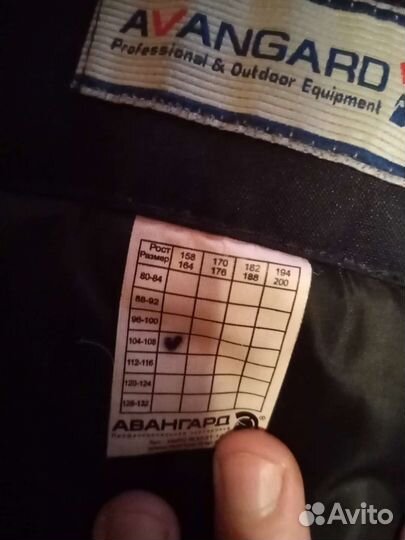 AVANGARD
Professional & Outdoor Equipment
Рост 158 170 182 194
Размер 164 176 188 200
80-84
88-92
96-100
104-108
112-116
120-124
128-132
АВАНГАРД
Avito